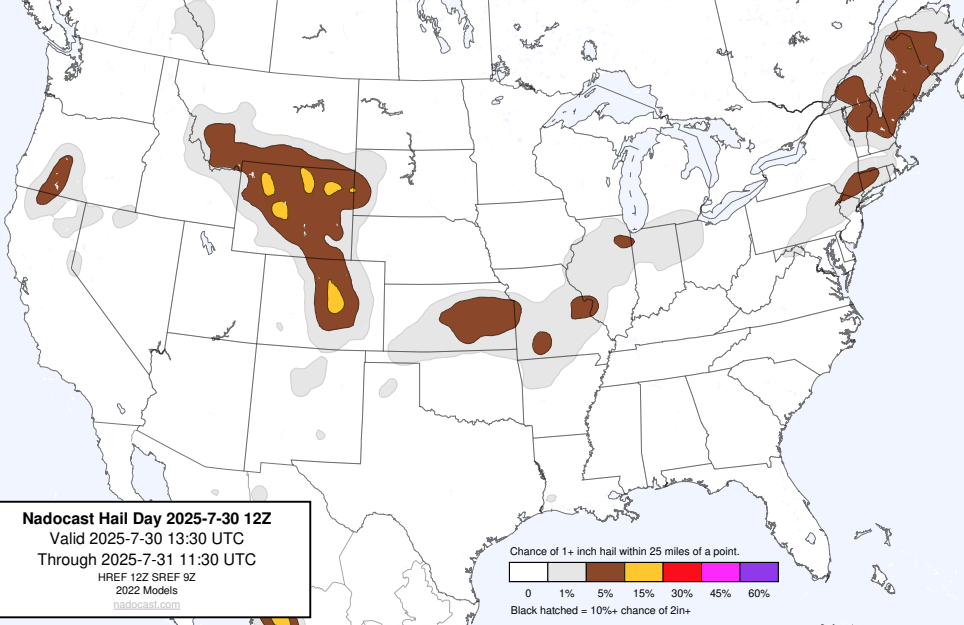 Nadocast Hail Day 2025-7-30 12Z
Valid 2025-7-30 13:30 UTC
Through 2025-7-31 11:30 UTC
HREF 12Z SREF 9Z
2022 Models
nadocast.com
Chance of 1+ inch hail within 25 miles of a point.
0 1% 5% 15% 30% 45% 60%
Black hatched = 10%+ chance of 2in+